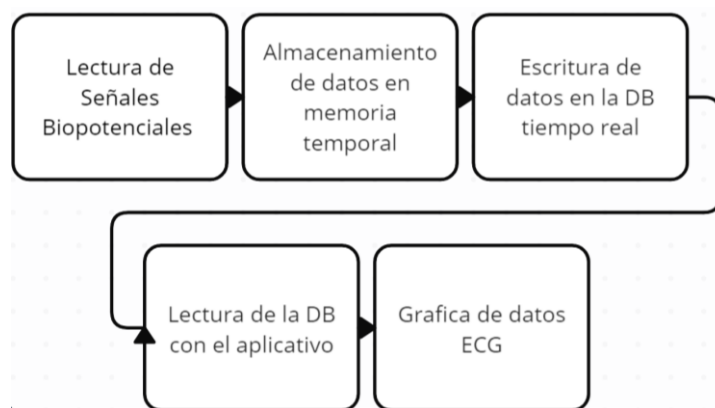 Lectura de
Señales
Biopotenciales
Almacenamiento
de datos en
memoria
temporal
Escritura de
datos en la DB
tiempo real
Lectura de la DB
con el aplicativo
Grafica de datos
ECG